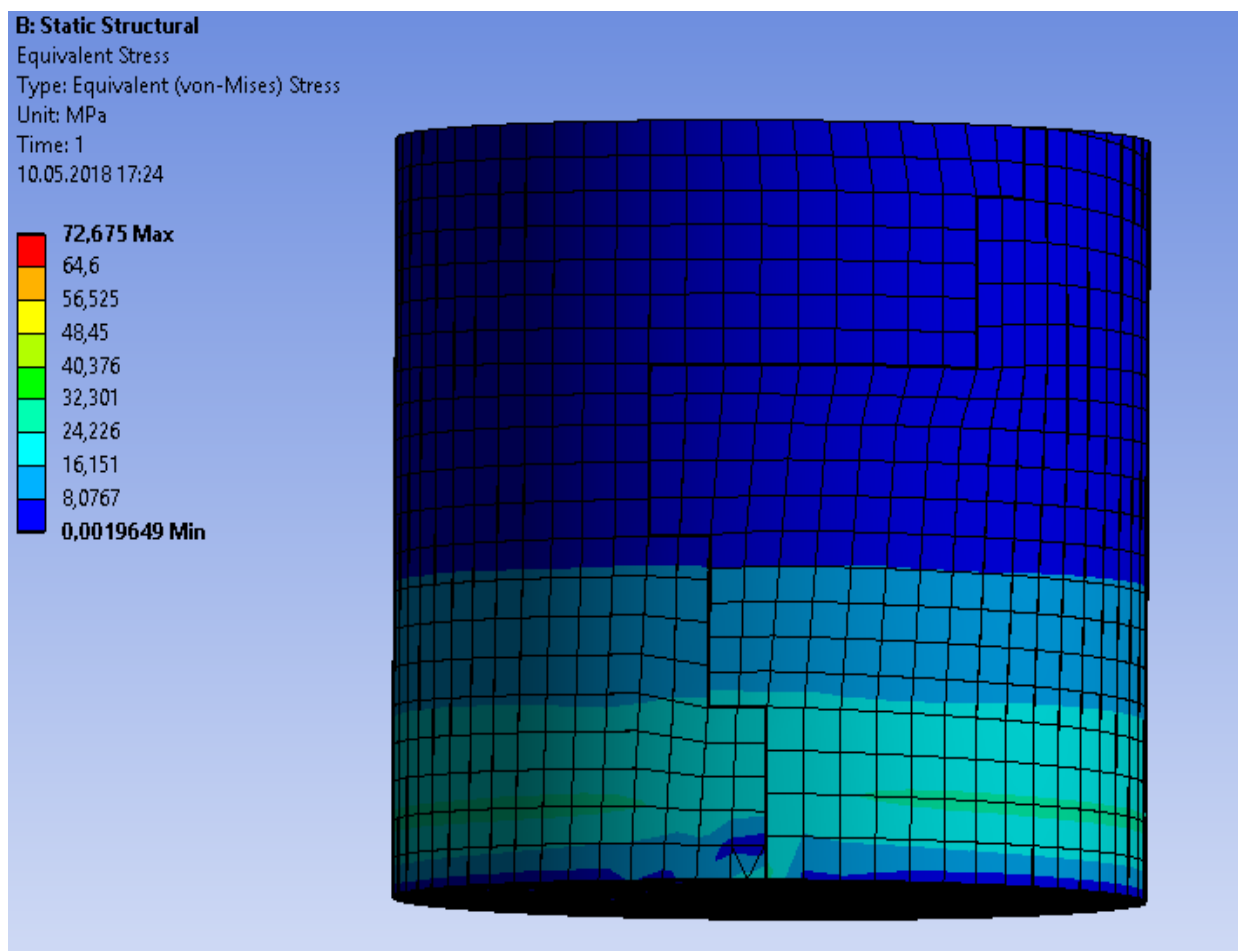 B: Static Structural
Equivalent Stress
Type: Equivalent (von-Mises) Stress
Unit: MPa
Time: 1
10.05.2018 17:24
72,675 Max
64,6
56,525
48,45
40,376
32,301
24,226
16,151
8,0767
0,0019649 Min